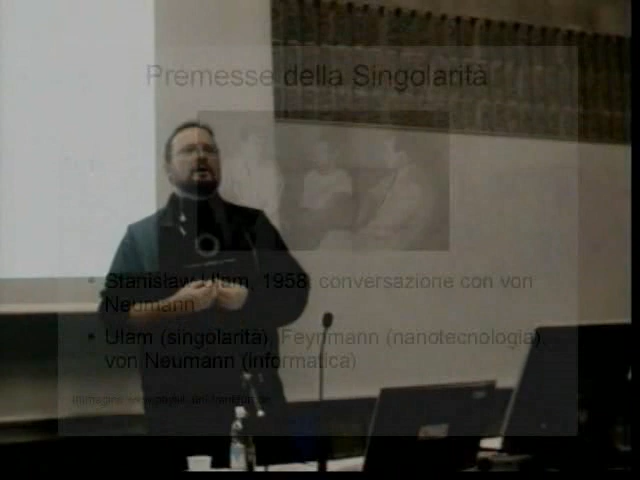 Premesse della Singolarità
• Stanislaw Ulam, 1958, conversazione con von
Neumann
• Ulam (singolarità), Feynmann (nanotecnologia),
von Neumann (informatica)